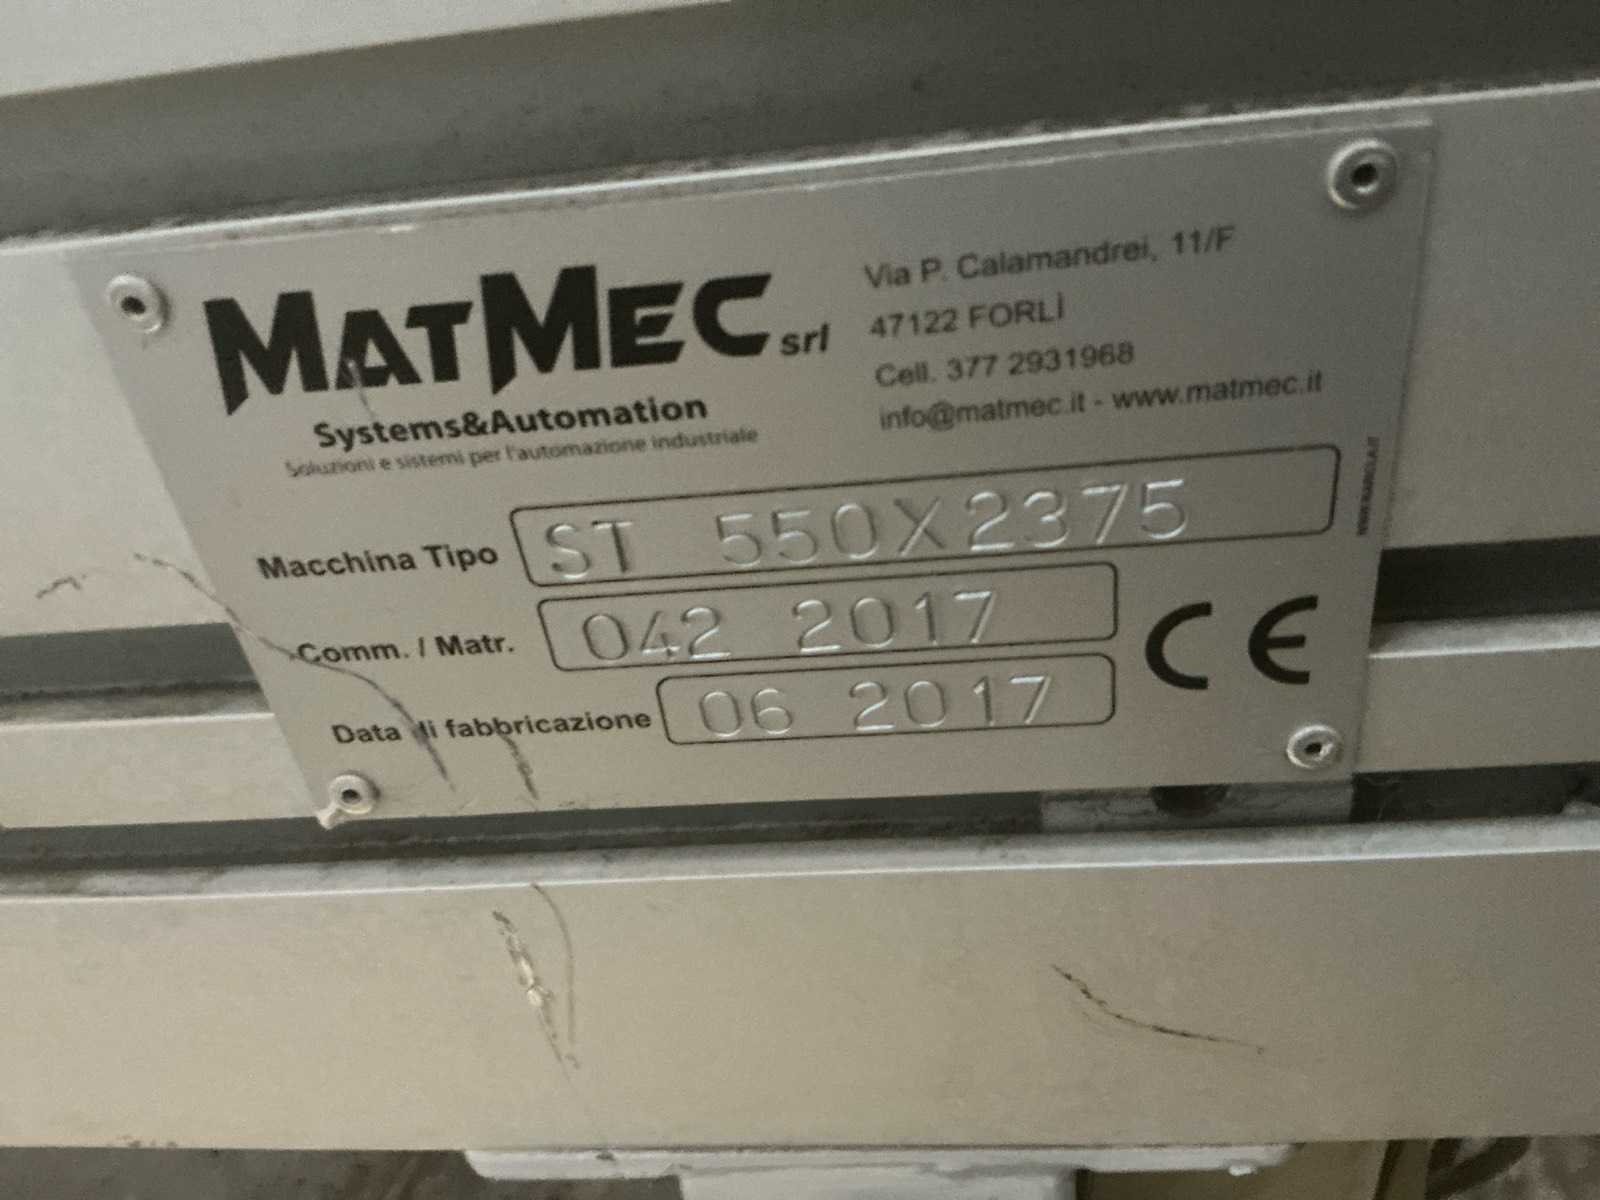 MATMEC srl
Systems&Automation
Soluzioni e sistemi per l'automazione industriale
Via P. Calamandrei, 11/F
47122 FORLÌ
Cell. 377 2931968
info@matmec.it - www.matmec.it
Macchina Tipo ST 550X2375
Comm. / Matr. 042 2017
Data di fabbricazione 06 2017
CE